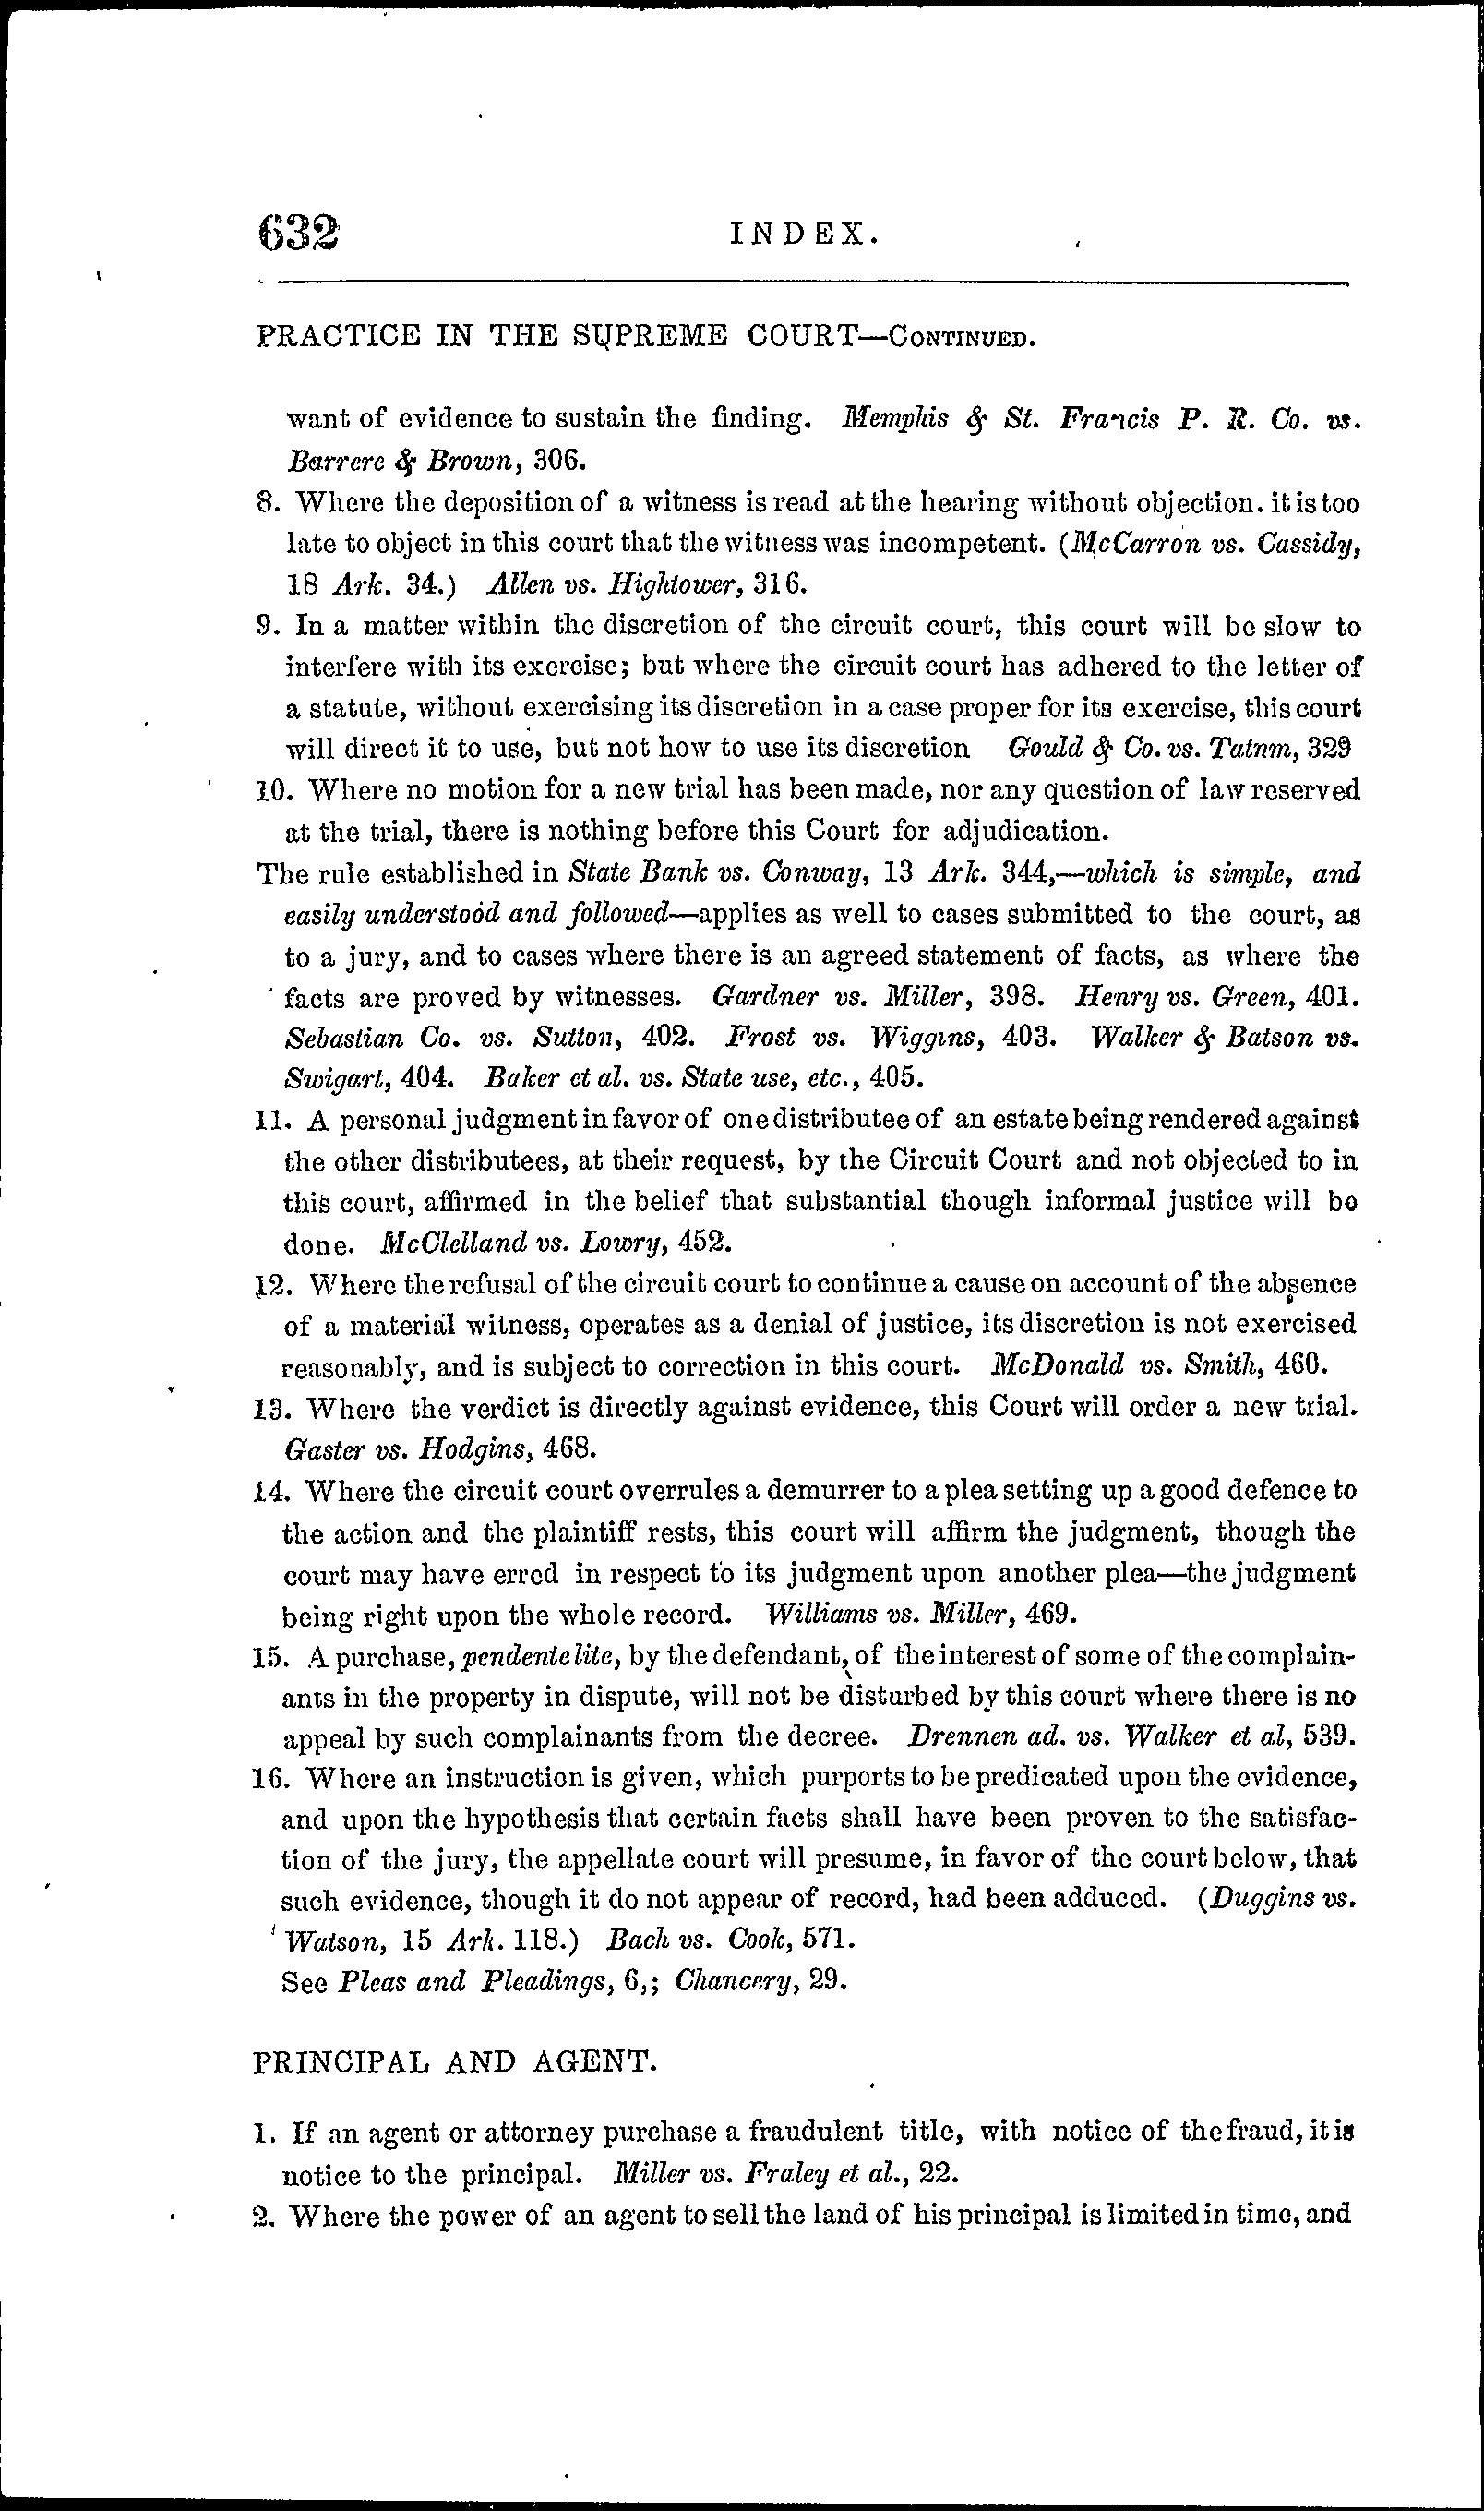 632 INDEX.
PRACTICE IN THE SUPREME COURT—CONTINUED.
want of evidence to sustain the finding. Memphis & St. Francis P. R. Co. vs.
Barrere & Brown, 306.
8. Where the deposition of a witness is read at the hearing without objection. it is too
late to object in this court that the witness was incompetent. (McCarron vs. Cassidy,
18 Ark. 34.) Allen vs. Hightower, 316.
9. In a matter within the discretion of the circuit court, this court will be slow to
interfere with its exercise; but where the circuit court has adhered to the letter of
a statute, without exercising its discretion in a case proper for its exercise, this court
will direct it to use, but not how to use its discretion Gould & Co. vs. Tatnm, 329
10. Where no motion for a new trial has been made, nor any question of law reserved
at the trial, there is nothing before this Court for adjudication.
The rule established in State Bank vs. Conway, 13 Ark. 344,—which is simple, and
easily understood and followed—applies as well to cases submitted to the court, as
to a jury, and to cases where there is an agreed statement of facts, as where the
facts are proved by witnesses. Gardner vs. Miller, 398. Henry vs. Green, 401.
Sebastian Co. vs. Sutton, 402. Frost vs. Wiggins, 403. Walker & Batson vs.
Swigart, 404. Baker et al. vs. State use, etc., 405.
11. A personal judgment in favor of one distributee of an estate being rendered against
the other distributees, at their request, by the Circuit Court and not objected to in
this court, affirmed in the belief that substantial though informal justice will be
done. McClelland vs. Lowry, 452.
12. Where the refusal of the circuit court to continue a cause on account of the absence
of a material witness, operates as a denial of justice, its discretion is not exercised
reasonably, and is subject to correction in this court. McDonald vs. Smith, 460.
13. Where the verdict is directly against evidence, this Court will order a new trial.
Gaster vs. Hodgins, 468.
14. Where the circuit court overrules a demurrer to a plea setting up a good defence to
the action and the plaintiff rests, this court will affirm the judgment, though the
court may have erred in respect to its judgment upon another plea—the judgment
being right upon the whole record. Williams vs. Miller, 469.
15. A purchase, pendente lite, by the defendant, of the interest of some of the complain-
ants in the property in dispute, will not be disturbed by this court where there is no
appeal by such complainants from the decree. Drennen ad. vs. Walker et al, 539.
16. Where an instruction is given, which purports to be predicated upon the evidence,
and upon the hypothesis that certain facts shall have been proven to the satisfac-
tion of the jury, the appellate court will presume, in favor of the court below, that
such evidence, though it do not appear of record, had been adduced. (Duggins vs.
Watson, 15 Ark. 118.) Bach vs. Cook, 571.
See Pleas and Pleadings, 6,; Chancery, 29.
PRINCIPAL AND AGENT.
1. If an agent or attorney purchase a fraudulent title, with notice of the fraud, it is
notice to the principal. Miller vs. Fraley et al., 22.
2. Where the power of an agent to sell the land of his principal is limited in time, and